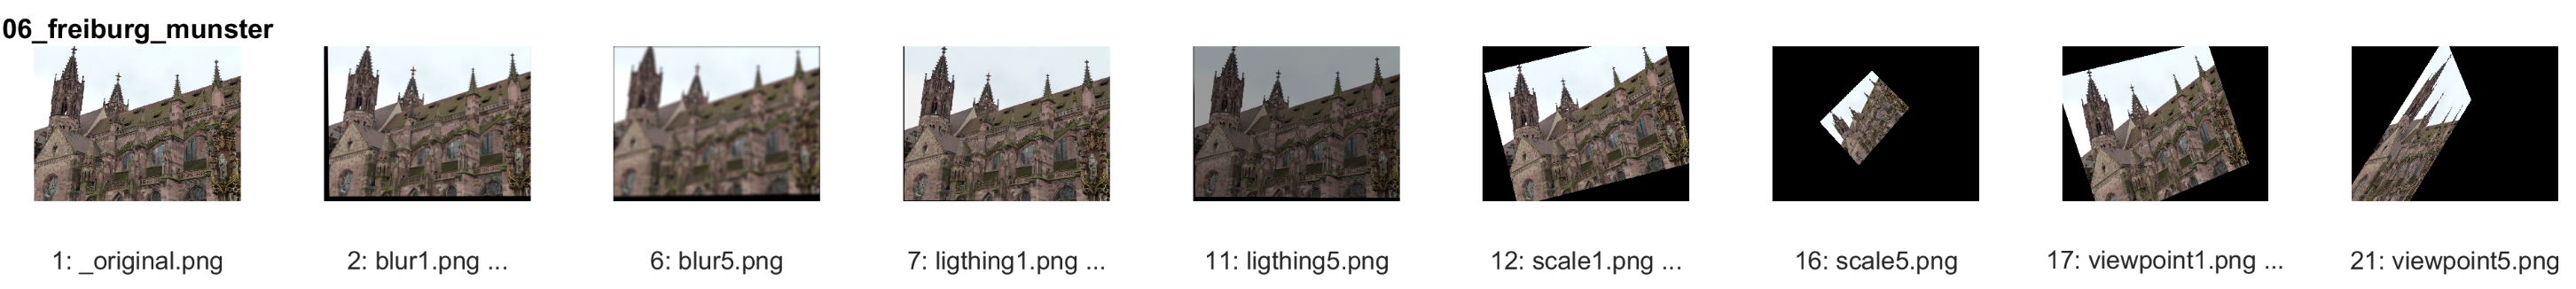 06_freiburg_munster
1: _original.png
2: blur1.png ...
6: blur5.png
7: ligthing1.png ...
11: ligthing5.png
12: scale1.png ...
16: scale5.png
17: viewpoint1.png ...
21: viewpoint5.png